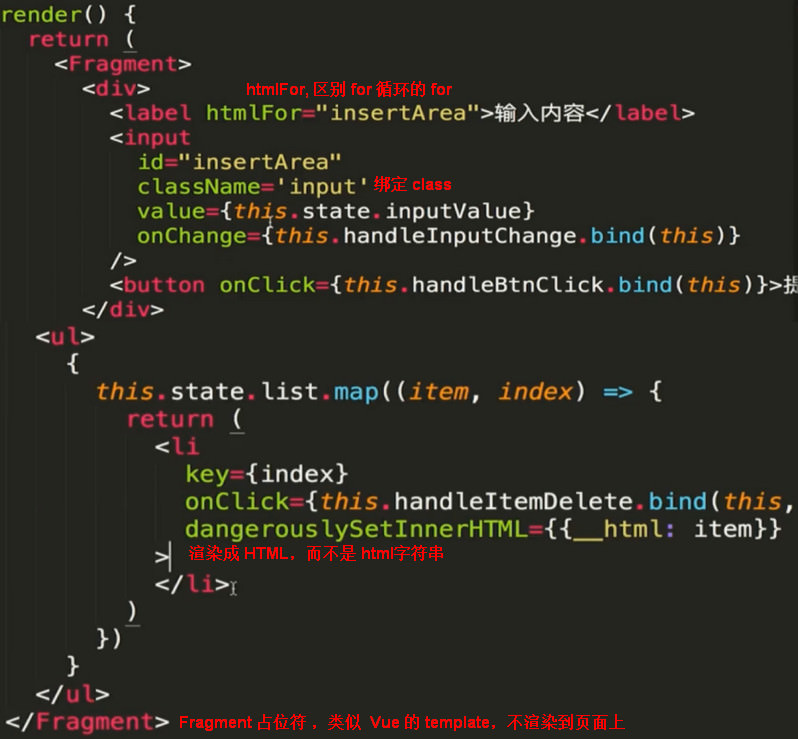 render() {
return (
<Fragment>
<div>
htmlFor, 区别 for 循环的 for
<label htmlFor="insertArea">输入内容</label>
<input
id="insertArea"
className='input' 绑定 class
value={this.state.inputValue}
onChange={this.handleInputChange.bind(this)}
/>
<button onClick={this.handleBtnClick.bind(this)}>
</div>
<ul>
{
this.state.list.map((item, index) => {
return (
<li
key={index}
onClick={this.handleItemDelete.bind(this,
dangerouslySetInnerHTML={{__html: item}}
> 渲染成 HTML，而不是 html字符串
</li>
)
})
}
</ul>
</Fragment> Fragment 占位符 ，类似 Vue 的 template，不渲染到页面上